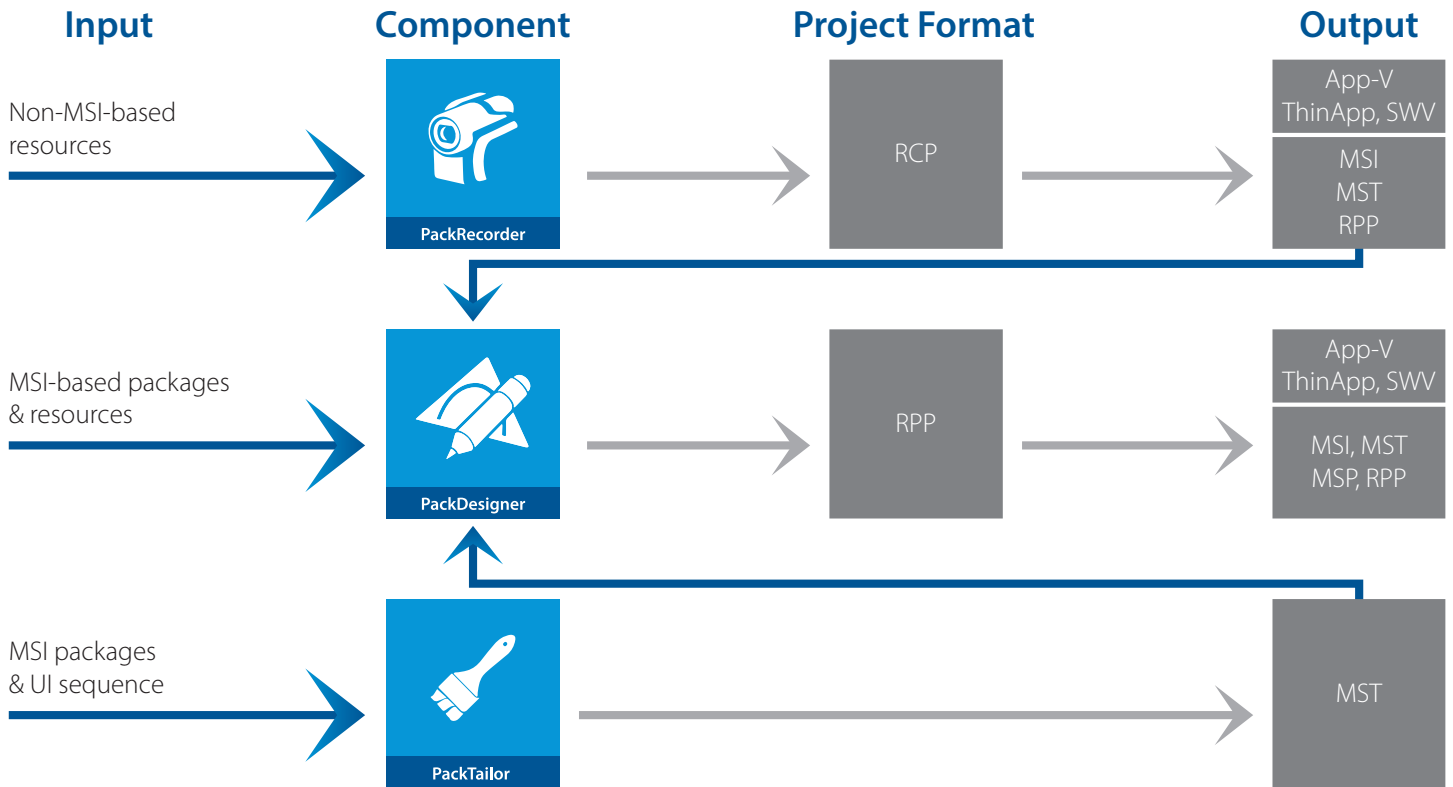 Input
Component
Project Format
Output
Non-MSI-based
resources
PackRecorder
RCP
App-V
ThinApp, SWV
MSI
MST
RPP
MSI-based packages
& resources
PackDesigner
RPP
App-V
ThinApp, SWV
MSI, MST
MSP, RPP
MSI packages
& UI sequence
PackTailor
MST